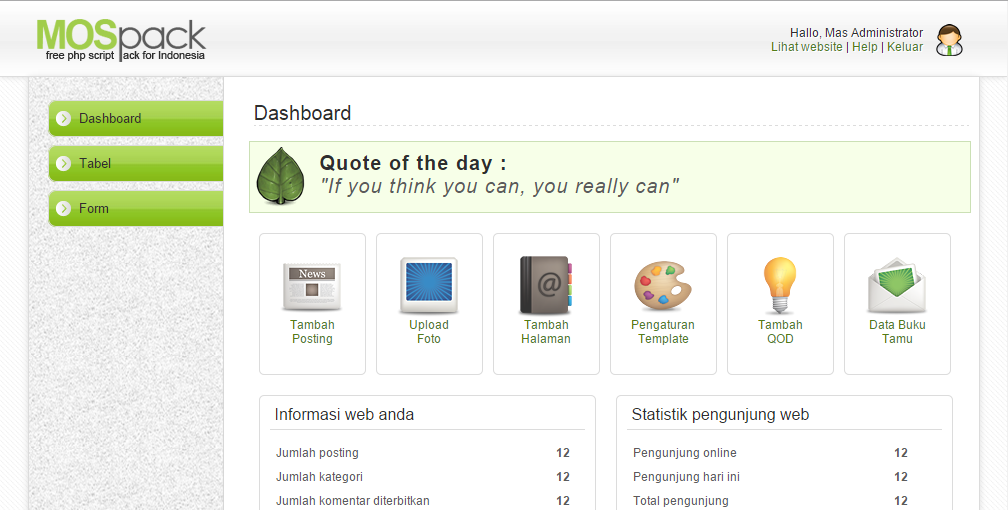 MOSpack
free php script jack for Indonesia
Hallo, Mas Administrator
Lihat website | Help | Keluar
Dashboard
Tabel
Form
Dashboard
Quote of the day :
"If you think you can, you really can"
News
Tambah
Posting
Upload
Foto
@
Tambah
Halaman
Pengaturan
Template
Tambah
QOD
Data Buku
Tamu
Informasi web anda
Jumlah posting 12
Jumlah kategori 12
Jumlah komentar diterbitkan 12
Statistik pengunjung web
Pengunjung online 12
Pengunjung hari ini 12
Total pengunjung 12